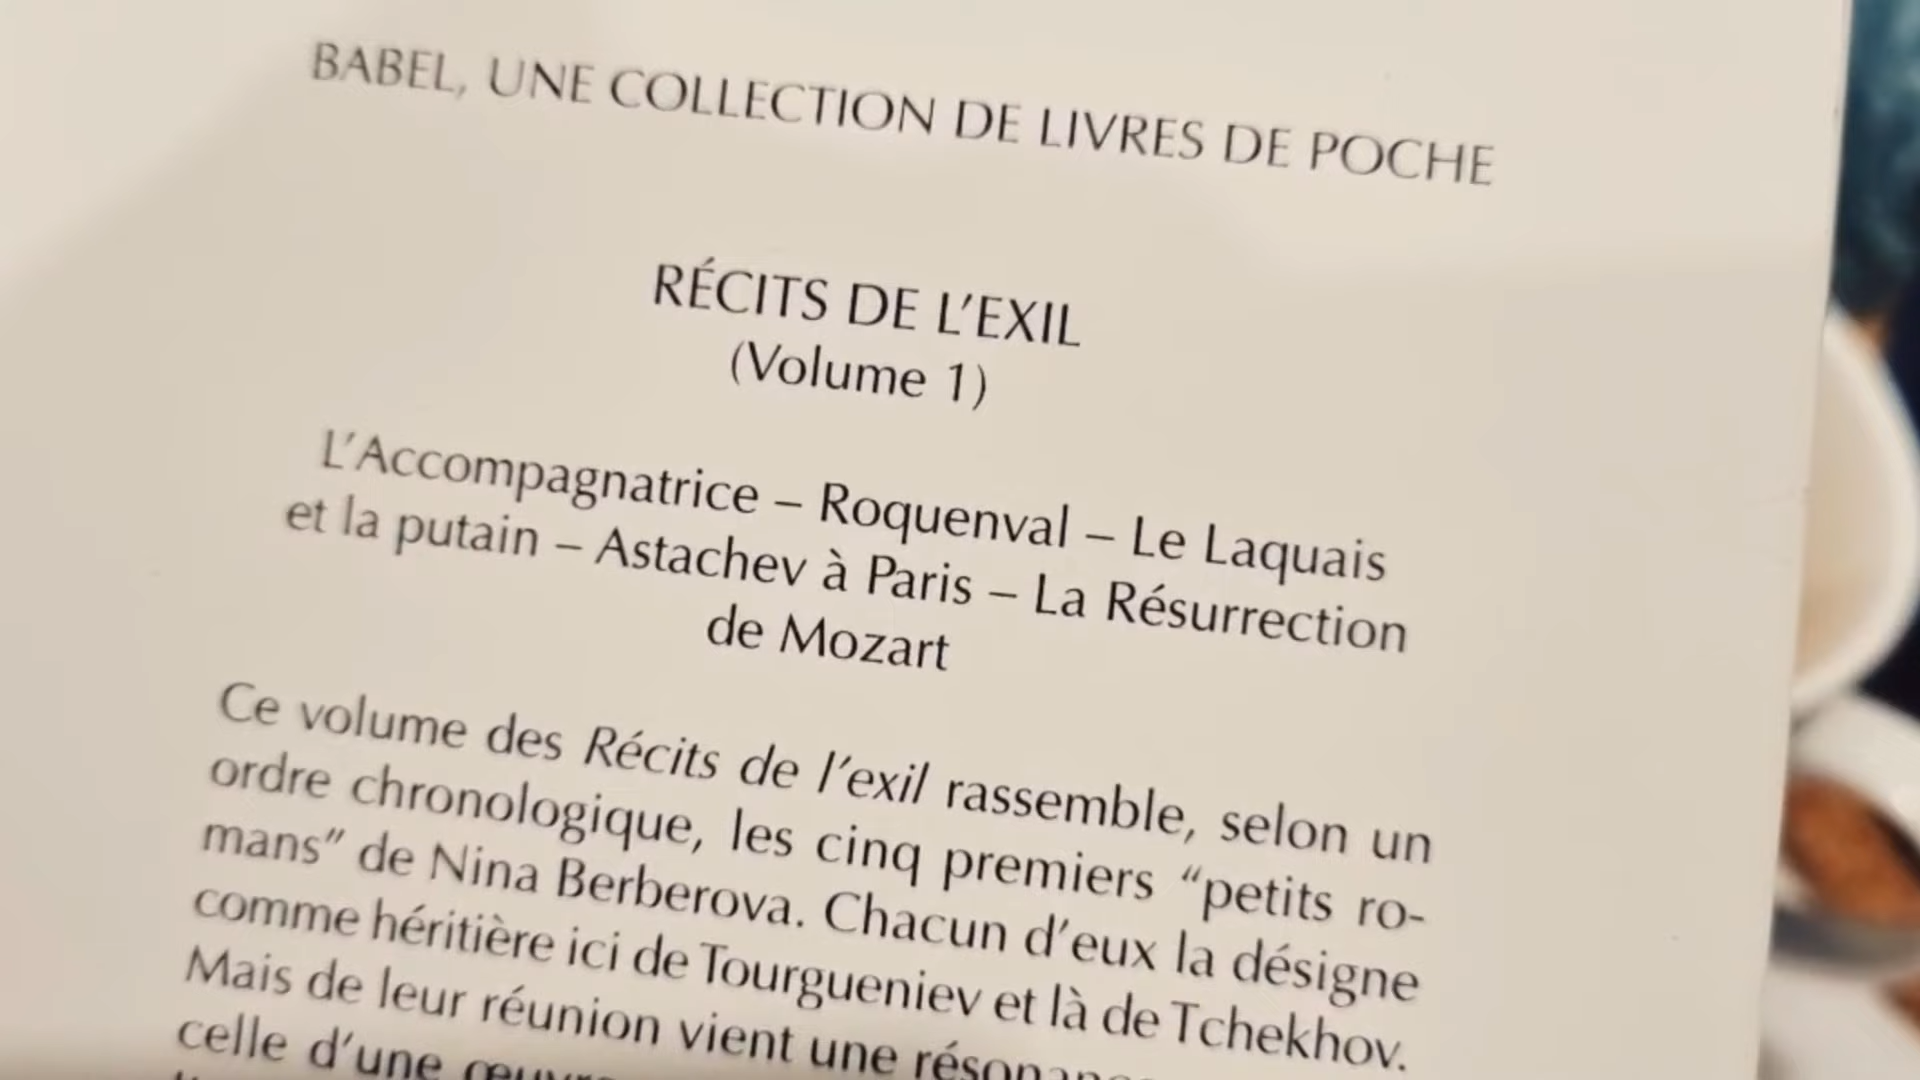 BABEL, UNE COLLECTION DE LIVRES DE POCHE
RÉCITS DE L'EXIL
(Volume 1)
L'Accompagnatrice – Roquenval – Le Laquais
et la putain – Astachev à Paris – La Résurrection
de Mozart
Ce volume des Récits de l'exil rassemble, selon un
ordre chronologique, les cinq premiers “petits ro-
mans” de Nina Berberova. Chacun d'eux la désigne
comme héritière ici de Tourgueniev et là de Tchekhov.
Mais de leur réunion vient une
celle d'une